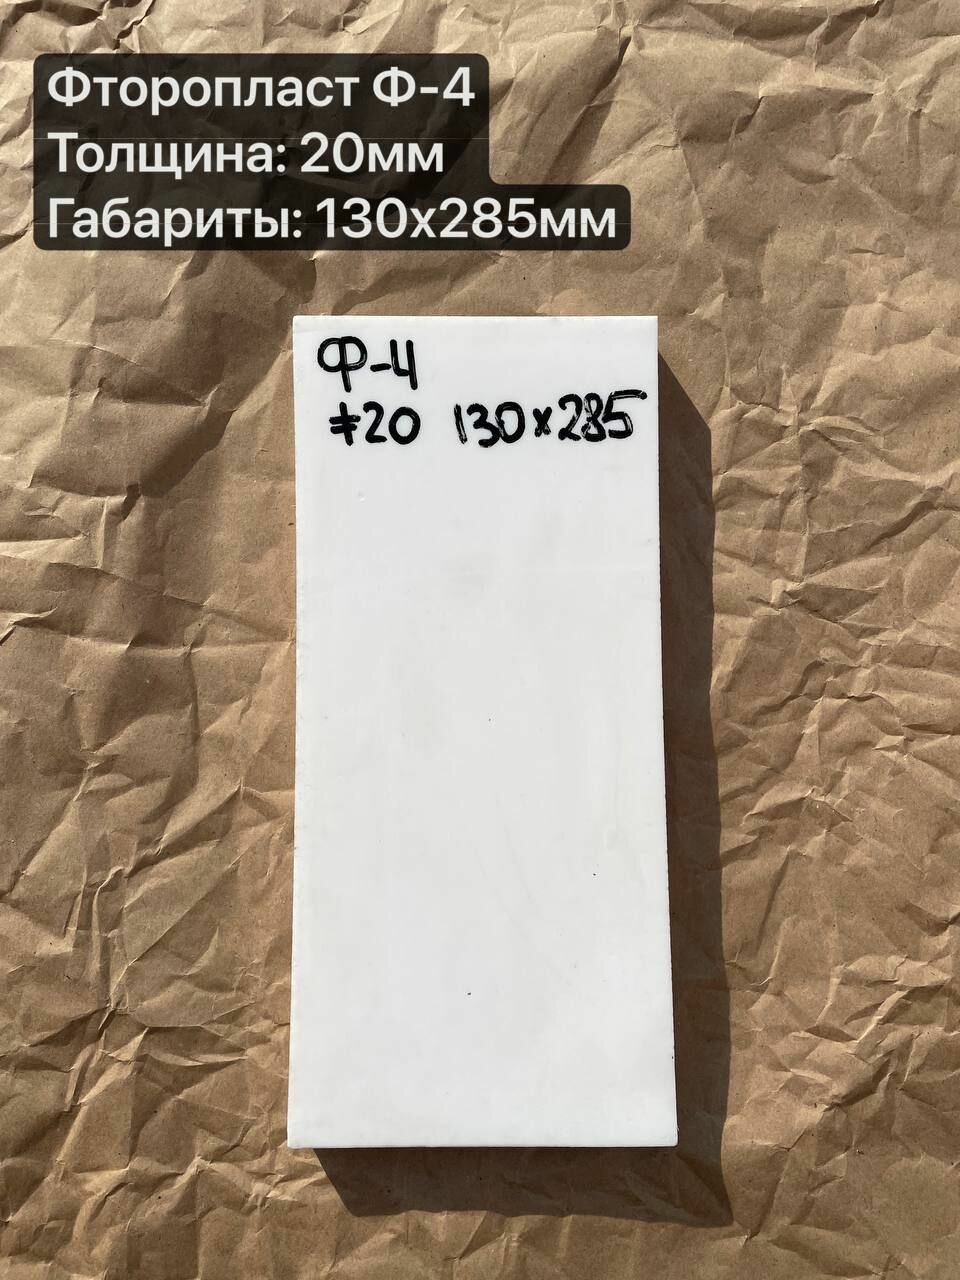 Фторопласт Ф-4
Толщина: 20мм
Габариты: 130х285мм
Ф-4
≠20 130×285